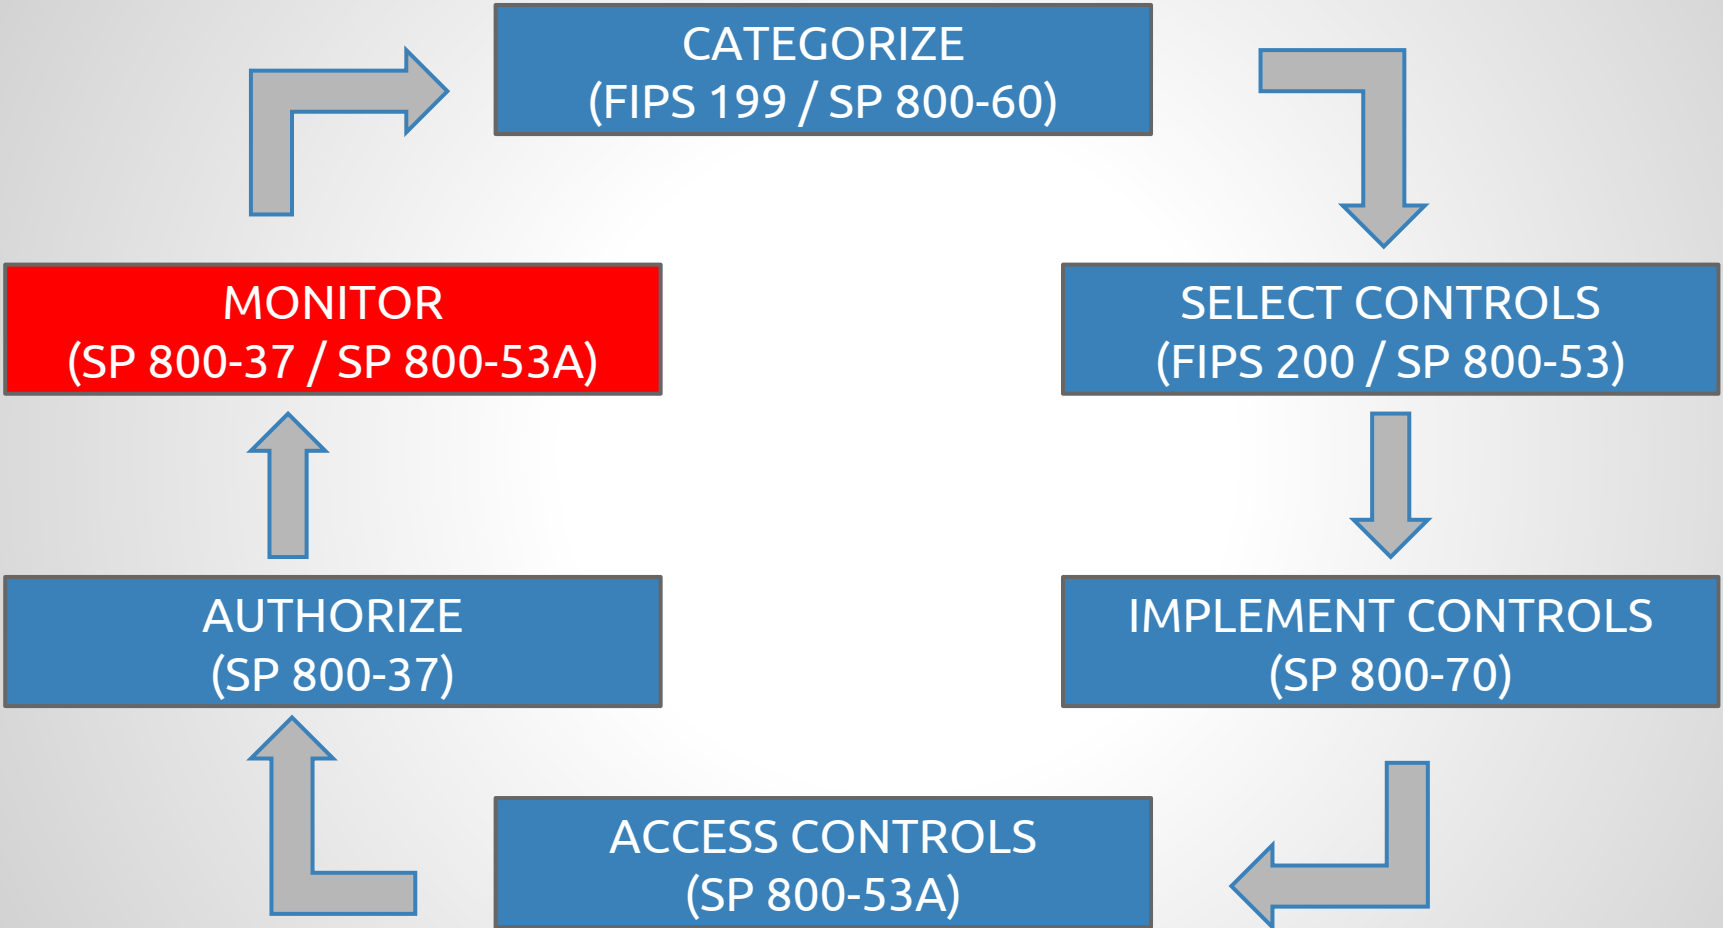 CATEGORIZE
(FIPS 199 / SP 800-60)
MONITOR
(SP 800-37 / SP 800-53A)
SELECT CONTROLS
(FIPS 200 / SP 800-53)
AUTHORIZE
(SP 800-37)
IMPLEMENT CONTROLS
(SP 800-70)
ACCESS CONTROLS
(SP 800-53A)